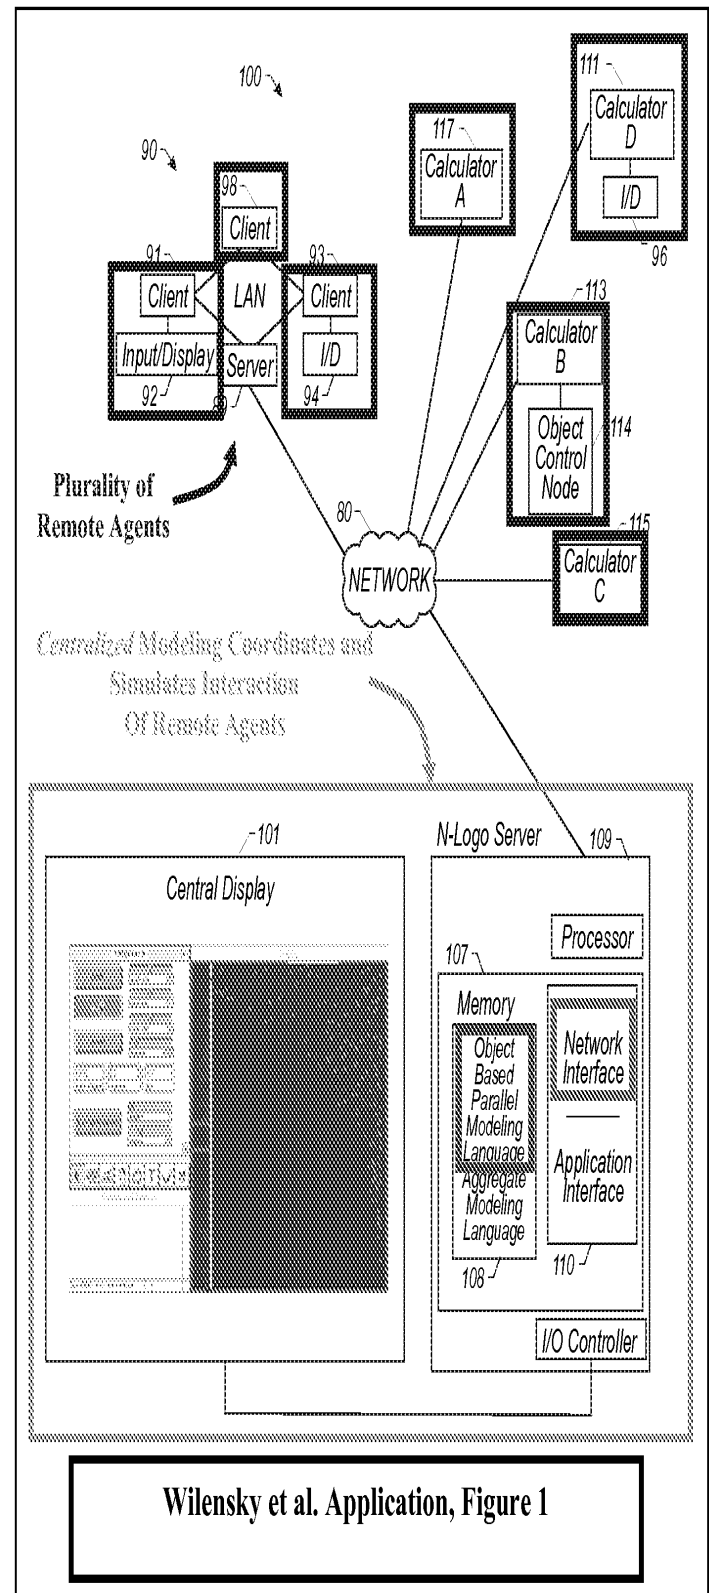 100
90
111
Calculator
D
I/D
96
117
Calculator
A
98
Client
91
93
Client
LAN
Client
Input/Display
Server
I/D
92
94
113
Calculator
B
Object
Control
Node
114
Plurality of
Remote Agents
80
NETWORK
115
Calculator
C
Centralized Modeling Coordinates and
Simulates Interaction
Of Remote Agents
101
Central Display
N-Logo Server
109
Processor
107
Memory
Object
Based
Parallel
Modeling
Language
Aggregate
Modeling
Language
108
Network
Interface
Application
Interface
110
I/O Controller
Wilensky et al. Application, Figure 1